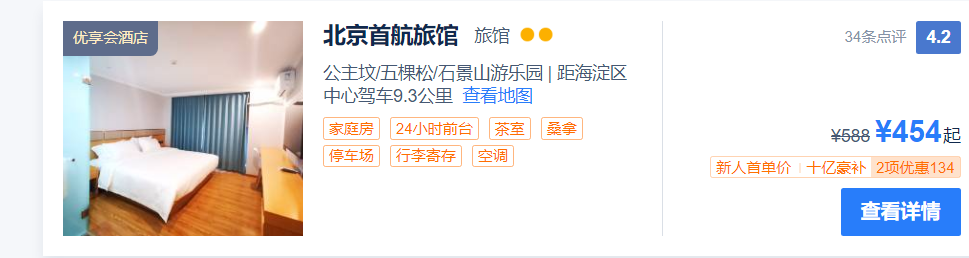 优享会酒店
北京首航旅馆 旅馆
公主坟/五棵松/石景山游乐园 | 距海淀区
中心驾车9.3公里 查看地图
家庭房 24小时前台 茶室 桑拿
停车场 行李寄存 空调
34条点评 4.2
¥588 ¥454起
新人首单价 十亿豪补 2项优惠134
查看详情